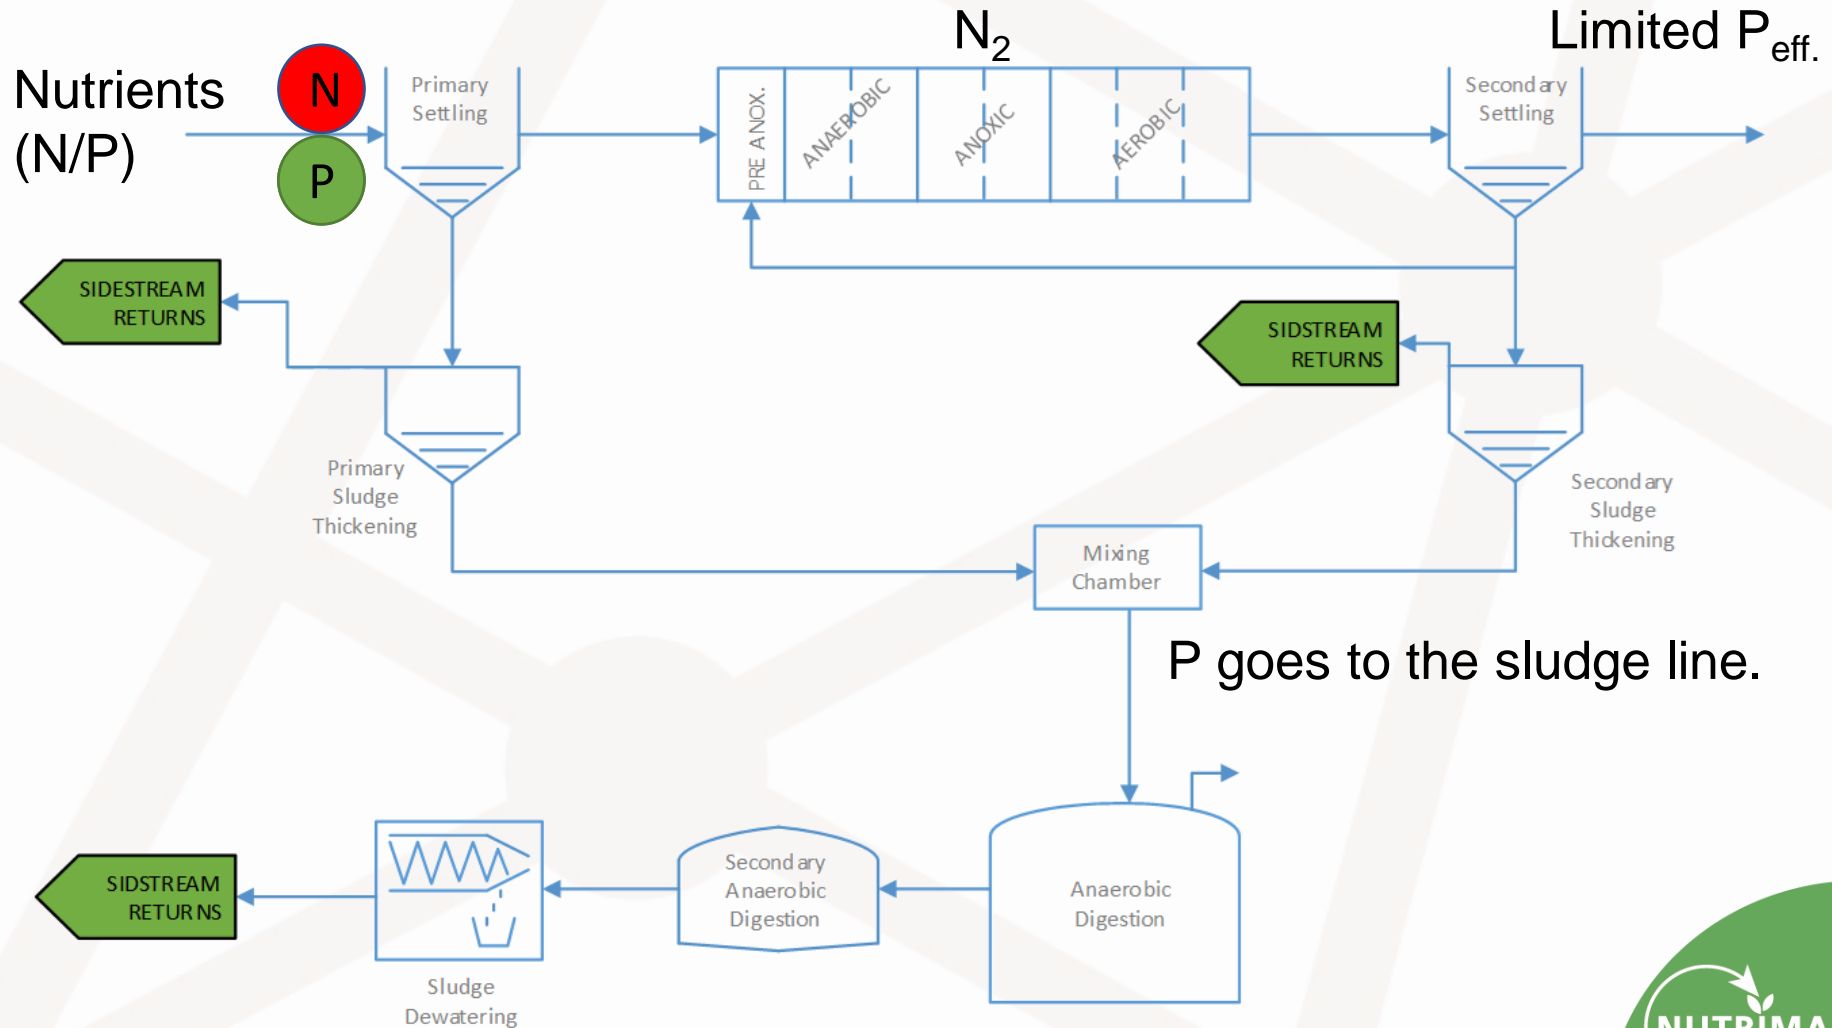 N₂
Limited Peff.
Nutrients
(N/P)
N
P
Primary
Settling
PRE ANOX.
ANAEROBIC
ANOXIC
AEROBIC
Secondary
Settling
SIDESTREAM
RETURNS
SIDSTREAM
RETURNS
Primary
Sludge
Thickening
Secondary
Sludge
Thickening
Mixing
Chamber
P goes to the sludge line.
SIDSTREAM
RETURNS
Secondary
Anaerobic
Digestion
Anaerobic
Digestion
Sludge
Dewatering